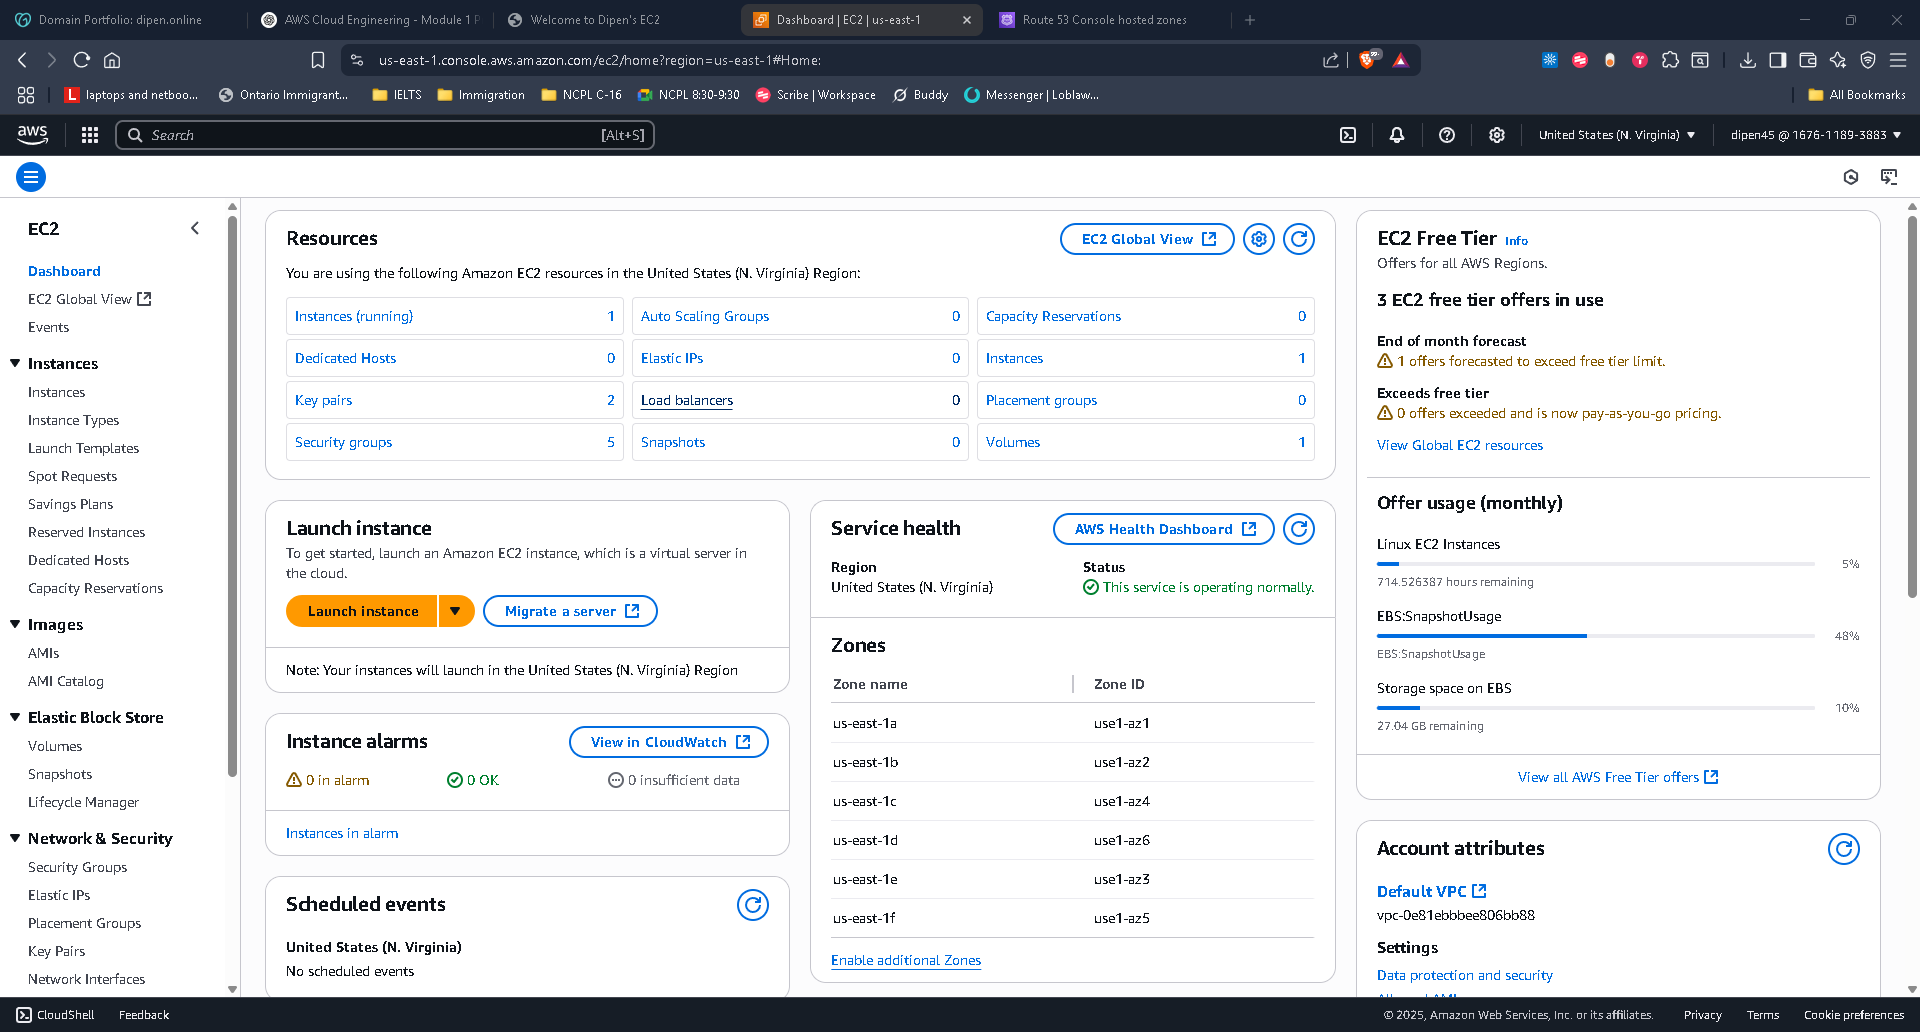 Domain Portfolio: dipen.online
AWS Cloud Engineering - Module 1 P
Welcome to Dipen's EC2
Dashboard | EC2 | us-east-1
Route 53 Console hosted zones
us-east-1.console.aws.amazon.com/ec2/home?region=us-east-1#Home:
99+
laptops and netboo...
Ontario Immigrant...
IELTS
Immigration
NCPL C-16
NCPL 8:30-9:30
Scribe | Workspace
Buddy
Messenger | Loblaw...
All Bookmarks
aws
Search
[Alt+S]
United States (N. Virginia)
dipen45 @ 1676-1189-3883
EC2
Dashboard
EC2 Global View
Events
Instances
Instances
Instance Types
Launch Templates
Spot Requests
Savings Plans
Reserved Instances
Dedicated Hosts
Capacity Reservations
Images
AMIs
AMI Catalog
Elastic Block Store
Volumes
Snapshots
Lifecycle Manager
Network & Security
Security Groups
Elastic IPs
Placement Groups
Key Pairs
Network Interfaces
Resources
EC2 Global View
You are using the following Amazon EC2 resources in the United States (N. Virginia) Region:
Instances (running) 1
Auto Scaling Groups 0
Capacity Reservations 0
Dedicated Hosts 0
Elastic IPs 0
Instances 1
Key pairs 2
Load balancers 0
Placement groups 0
Security groups 5
Snapshots 0
Volumes 1
Launch instance
To get started, launch an Amazon EC2 instance, which is a virtual server in
the cloud.
Launch instance
Migrate a server
Note: Your instances will launch in the United States (N. Virginia) Region
Instance alarms
View in CloudWatch
0 in alarm
0 OK
0 insufficient data
Instances in alarm
Scheduled events
United States (N. Virginia)
No scheduled events
Service health
AWS Health Dashboard
Region
United States (N. Virginia)
Status
This service is operating normally.
Zones
Zone name Zone ID
us-east-1a use1-az1
us-east-1b use1-az2
us-east-1c use1-az4
us-east-1d use1-az6
us-east-1e use1-az3
us-east-1f use1-az5
Enable additional Zones
EC2 Free Tier Info
Offers for all AWS Regions.
3 EC2 free tier offers in use
End of month forecast
1 offers forecasted to exceed free tier limit.
Exceeds free tier
0 offers exceeded and is now pay-as-you-go pricing.
View Global EC2 resources
Offer usage (monthly)
Linux EC2 Instances
5%
714.526387 hours remaining
EBS:SnapshotUsage
48%
EBS:SnapshotUsage
Storage space on EBS
10%
27.04 GB remaining
View all AWS Free Tier offers
Account attributes
Default VPC
vpc-0e81ebbbee806bb88
Settings
Data protection and security
CloudShell
Feedback
© 2025, Amazon Web Services, Inc. or its affiliates.
Privacy
Terms
Cookie preferences